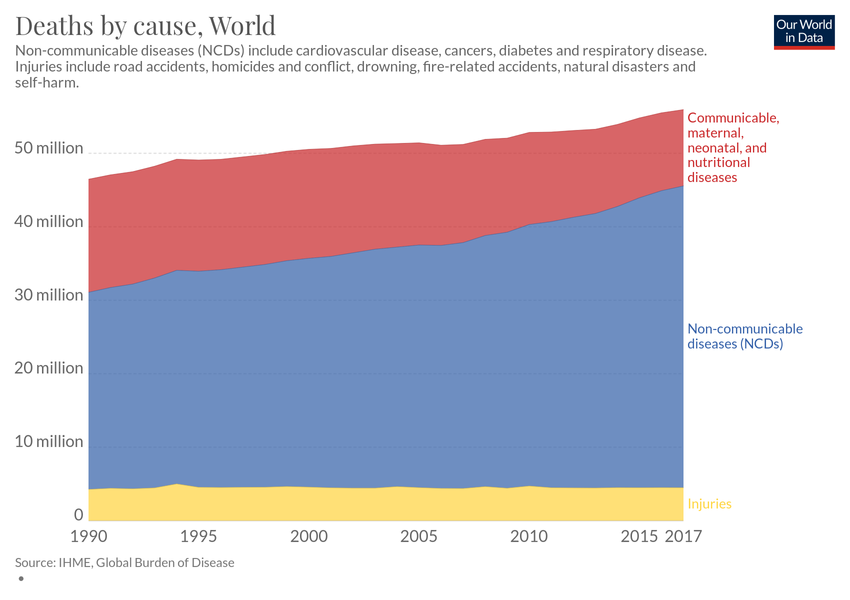 Deaths by cause, World
Our World
in Data
Non-communicable diseases (NCDs) include cardiovascular disease, cancers, diabetes and respiratory disease.
Injuries include road accidents, homicides and conflict, drowning, fire-related accidents, natural disasters and
self-harm.
Communicable,
maternal,
neonatal, and
nutritional
diseases
50 million
40 million
30 million
Non-communicable
diseases (NCDs)
20 million
10 million
Injuries
0
1990 1995 2000 2005 2010 2015 2017
Source: IHME, Global Burden of Disease